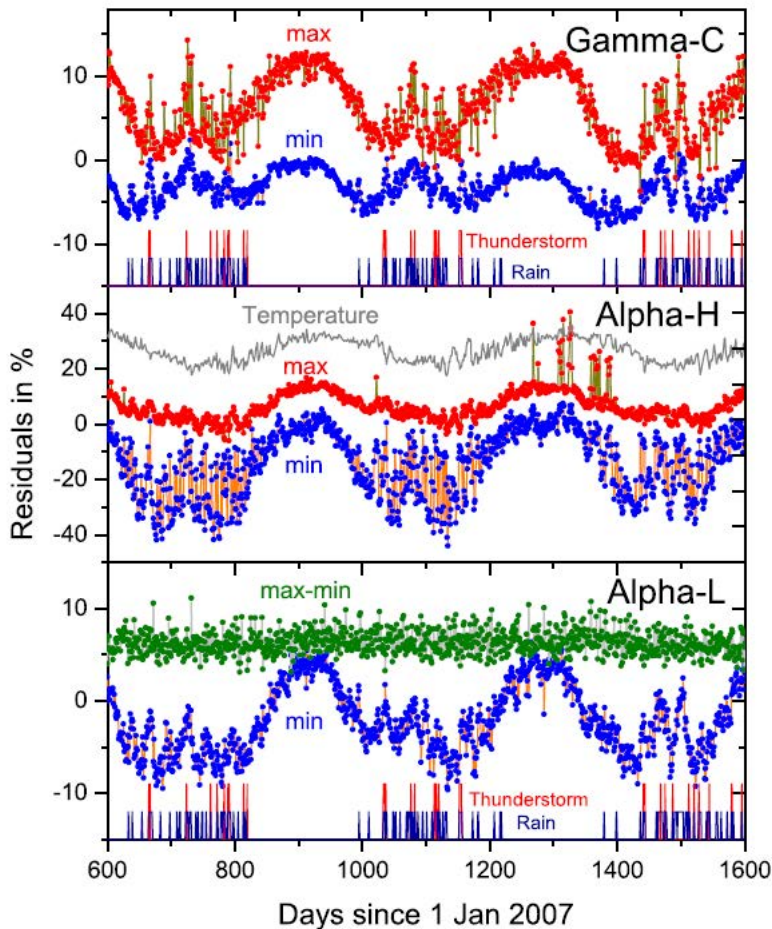 Gamma-C
max
10
min
0
-10
Thunderstorm
Rain
40
Temperature
Alpha-H
20
max
0
min
-20
-40
Residuals in %
max-min
Alpha-L
10
0
min
-10
Thunderstorm
Rain
600 800 1000 1200 1400 1600
Days since 1 Jan 2007